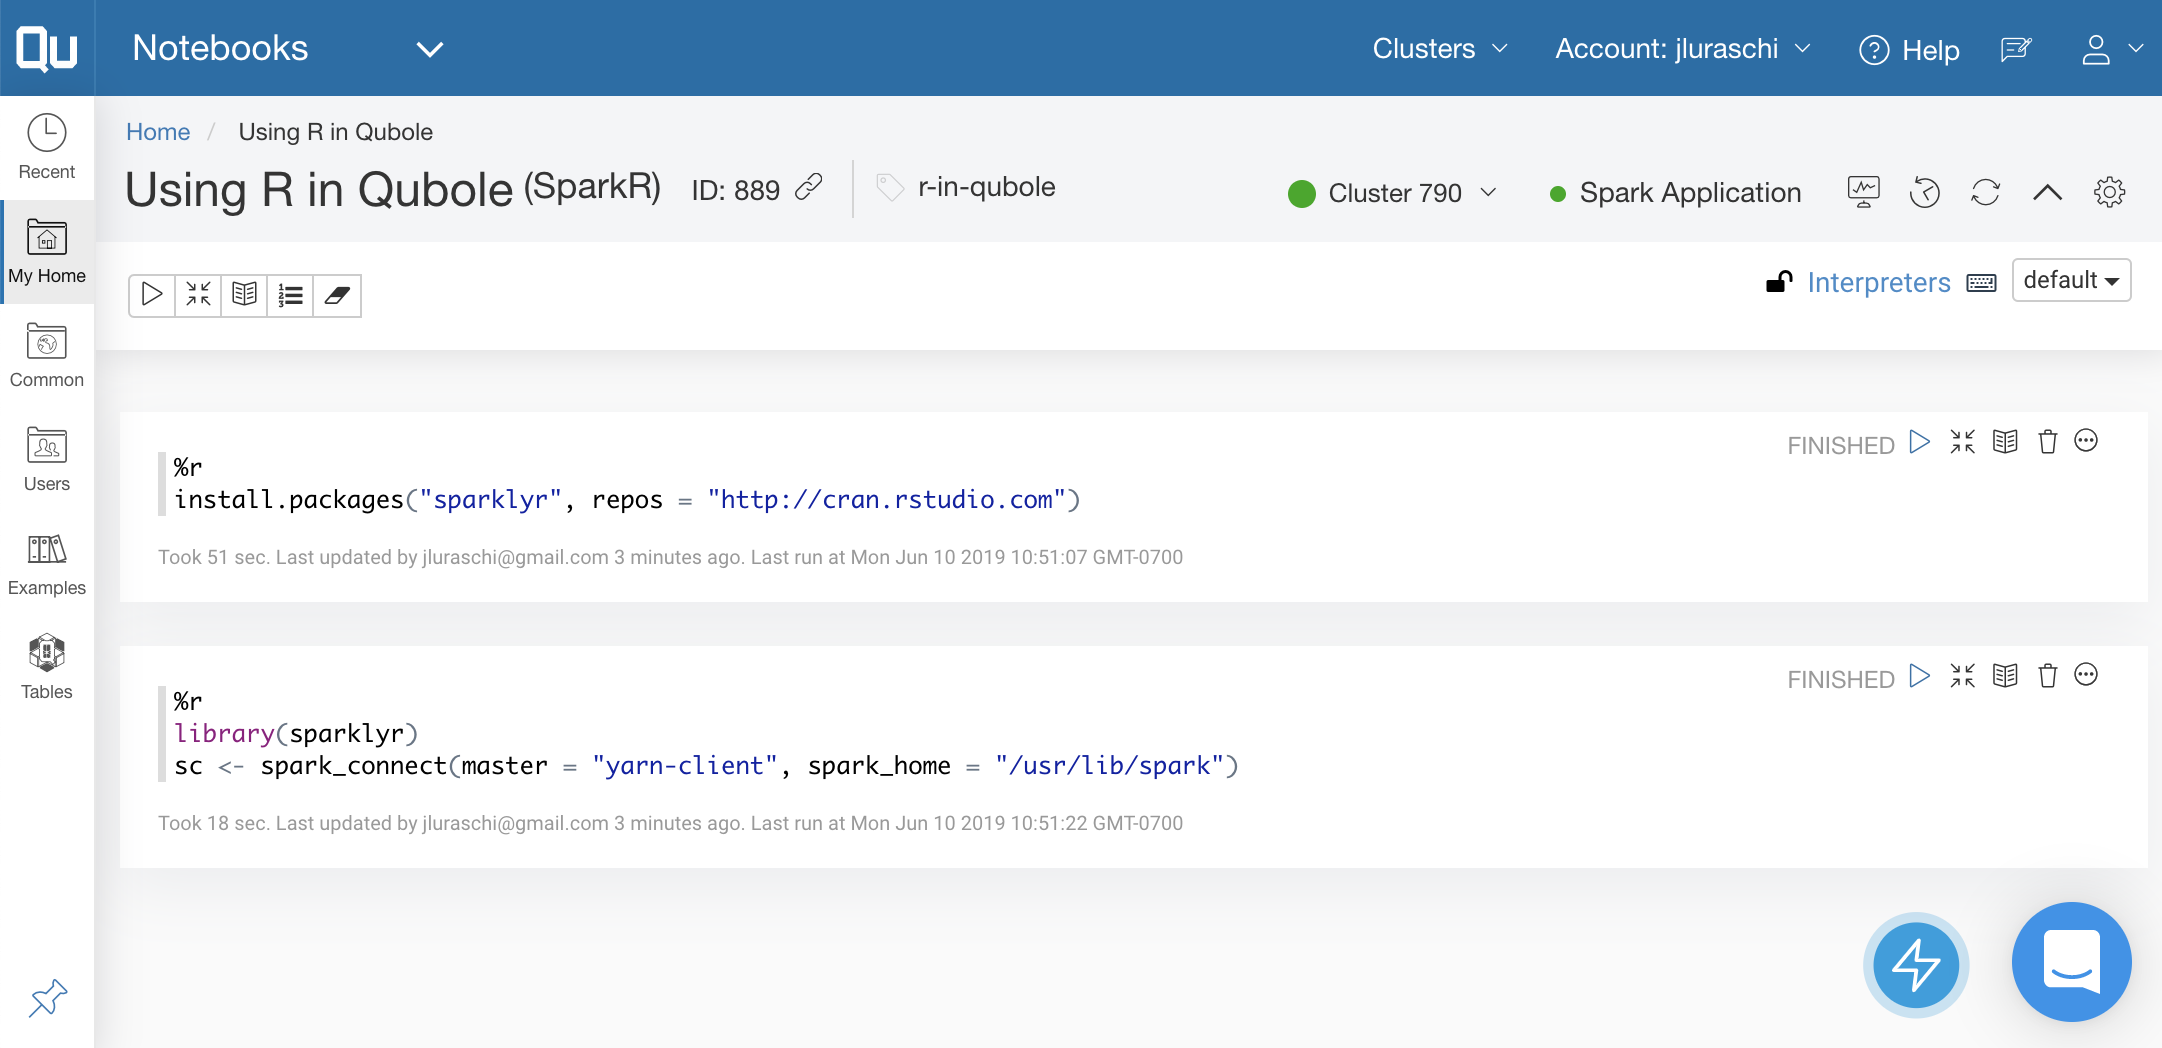 Qu Notebooks Clusters Account: jluraschi ? Help
Home / Using R in Qubole
Using R in Qubole (SparkR) ID: 889 r-in-qubole Cluster 790 Spark Application
Recent
My Home
Common
Users
Examples
Tables
Interpreters default
FINISHED
%r
install.packages("sparklyr", repos = "http://cran.rstudio.com")
Took 51 sec. Last updated by jluraschi@gmail.com 3 minutes ago. Last run at Mon Jun 10 2019 10:51:07 GMT-0700
FINISHED
%r
library(sparklyr)
sc <- spark_connect(master = "yarn-client", spark_home = "/usr/lib/spark")
Took 18 sec. Last updated by jluraschi@gmail.com 3 minutes ago. Last run at Mon Jun 10 2019 10:51:22 GMT-0700